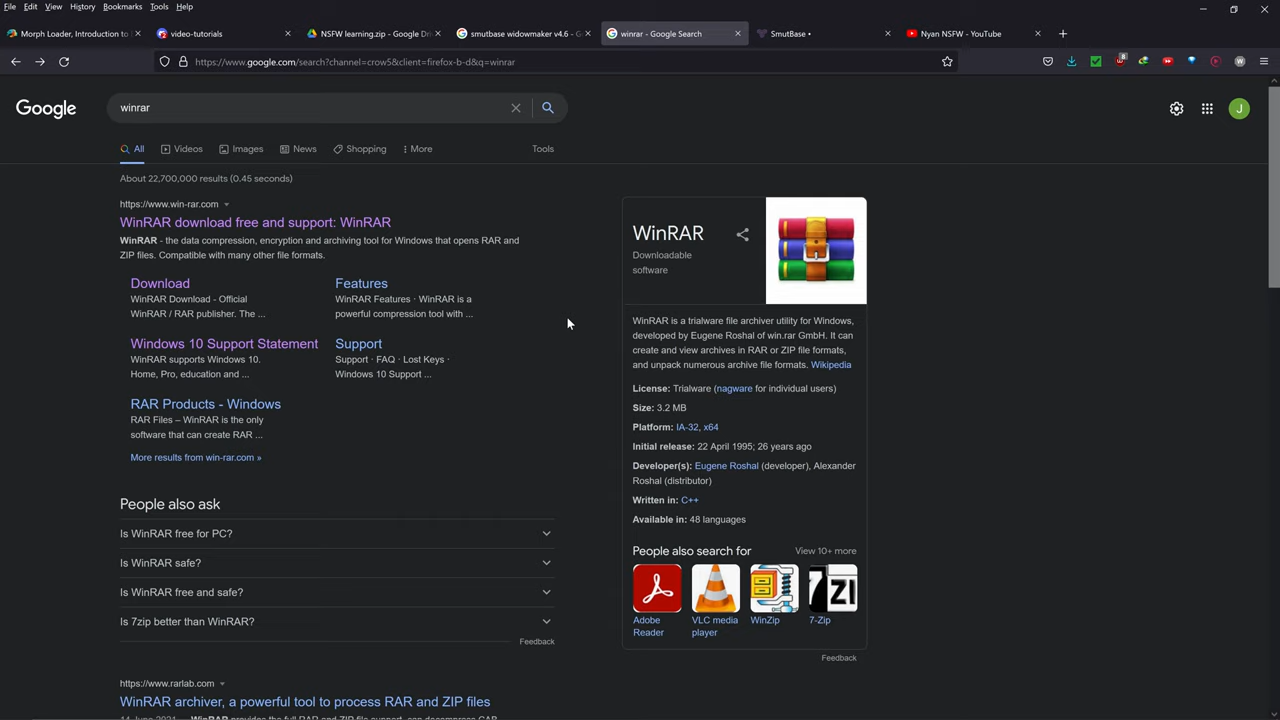 File Edit View History Bookmarks Tools Help
Morph Loader, Introduction to
video-tutorials
NSFW learning.zip - Google Dri
smutbase widowmaker v4.6 - G
winrar - Google Search
SmutBase •
Nyan NSFW - YouTube
https://www.google.com/search?channel=crow5&client=firefox-b-d&q=winrar
8
W
Google
winrar
J
All
Videos
Images
News
Shopping
More
Tools
About 22,700,000 results (0.45 seconds)
https://www.win-rar.com
WinRAR download free and support: WinRAR
WinRAR - the data compression, encryption and archiving tool for Windows that opens RAR and
ZIP files. Compatible with many other file formats.
Download
WinRAR Download - Official
WinRAR / RAR publisher. The ...
Features
WinRAR Features · WinRAR is a
powerful compression tool with ...
Windows 10 Support Statement
WinRAR supports Windows 10.
Home, Pro, education and ...
Support
Support · FAQ · Lost Keys ·
Windows 10 Support ...
RAR Products - Windows
RAR Files – WinRAR is the only
software that can create RAR ...
More results from win-rar.com »
People also ask
Is WinRAR free for PC?
Is WinRAR safe?
Is WinRAR free and safe?
Is 7zip better than WinRAR?
Feedback
https://www.rarlab.com
WinRAR archiver, a powerful tool to process RAR and ZIP files
WinRAR
Downloadable
software
WinRAR is a trialware file archiver utility for Windows,
developed by Eugene Roshal of win.rar GmbH. It can
create and view archives in RAR or ZIP file formats,
and unpack numerous archive file formats. Wikipedia
License: Trialware (nagware for individual users)
Size: 3.2 MB
Platform: IA-32, x64
Initial release: 22 April 1995; 26 years ago
Developer(s): Eugene Roshal (developer), Alexander
Roshal (distributor)
Written in: C++
Available in: 48 languages
People also search for
View 10+ more
Adobe
Reader
VLC media
player
WinZip
7-Zip
Feedback